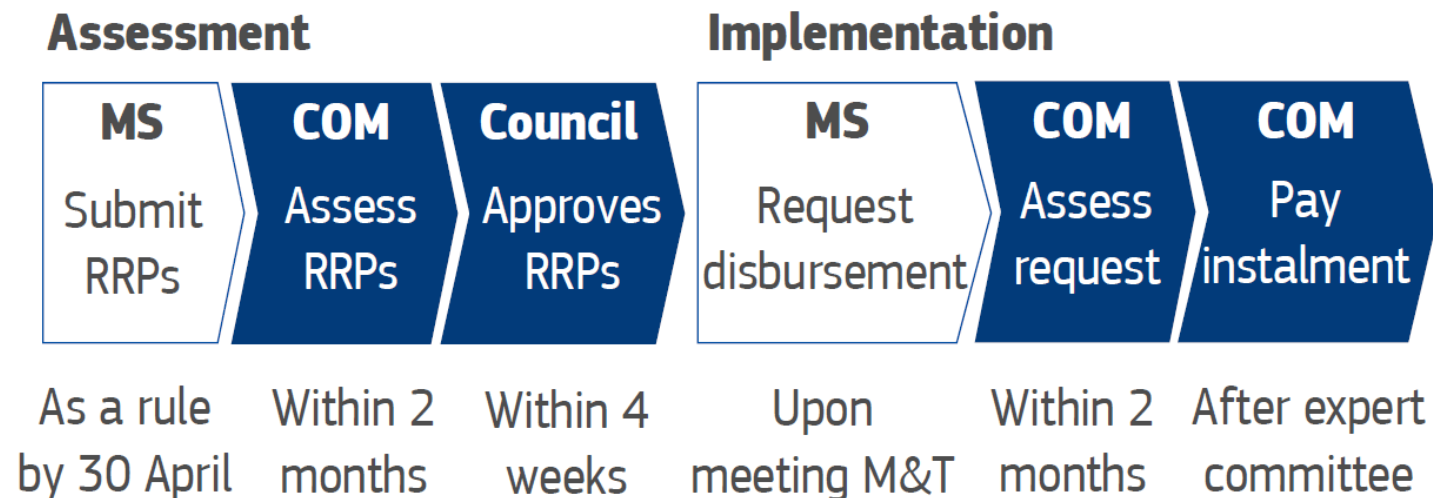 Assessment
MS
Submit
RRPs
As a rule
by 30 April
COM
Assess
RRPs
Within 2
months
Council
Approves
RRPs
Within 4
weeks
Implementation
MS
Request
disbursement
Upon
meeting M&T
COM
Assess
request
Within 2
months
COM
Pay
instalment
After expert
committee